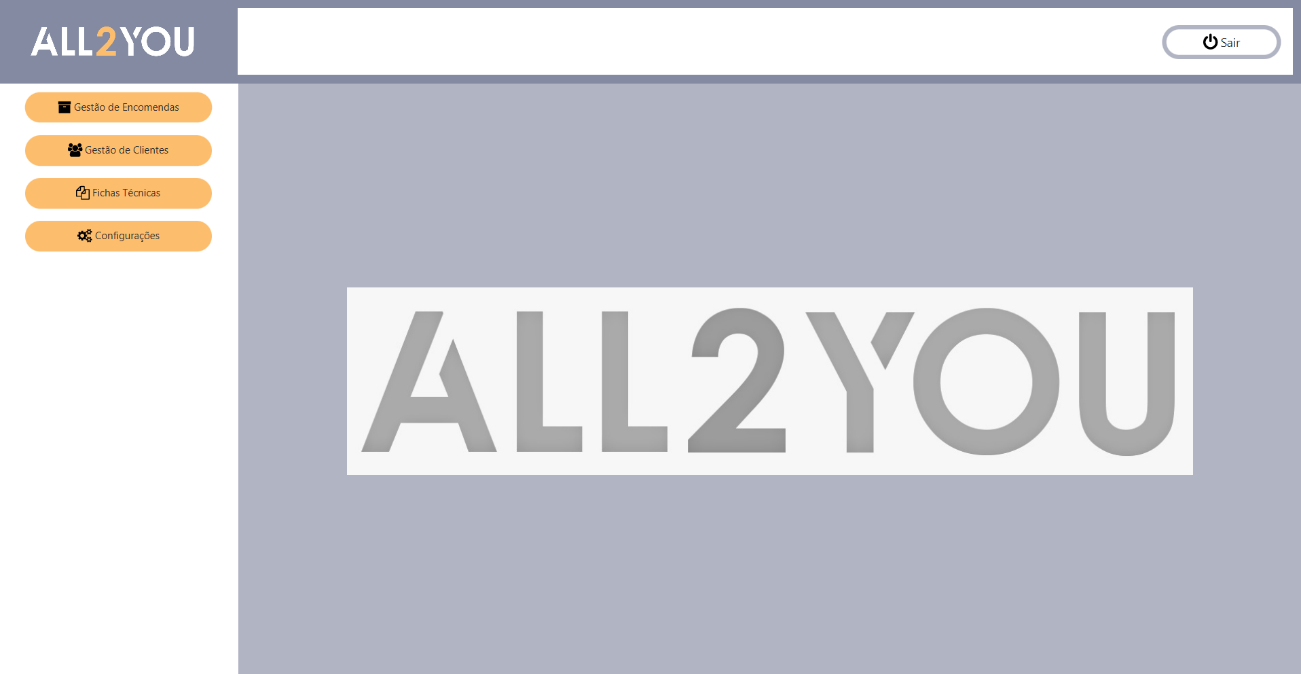 ALL2YOU
Sair
Gestão de Encomendas
Gestão de Clientes
Fichas Técnicas
Configurações
ALL2YOU